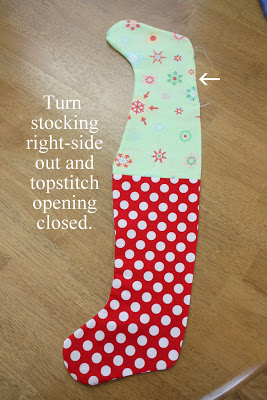 Turn
stocking
right-side
out and
topstitch
opening
closed.